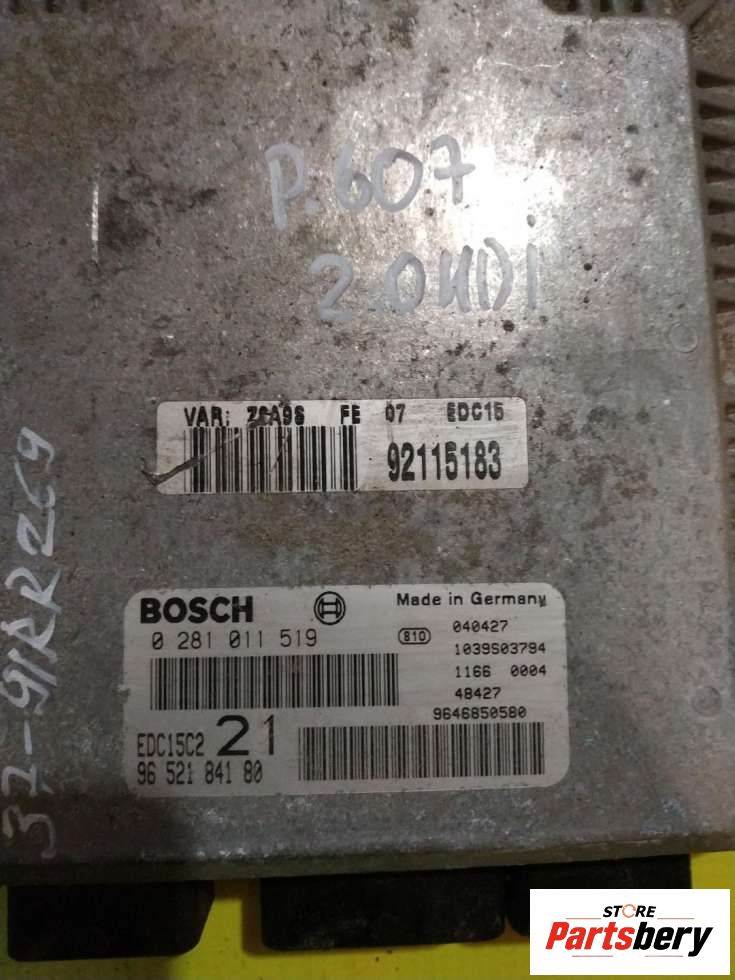 P.607
2.0HDI
VAR: Z6A9S FE 07 EDC15
92115183
BOSCH
Made in Germany
0 281 011 519
810
040427
1039S03794
1166 0004
48427
9646850580
EDC15C2 21
96 521 841 80
STORE
Partsbery